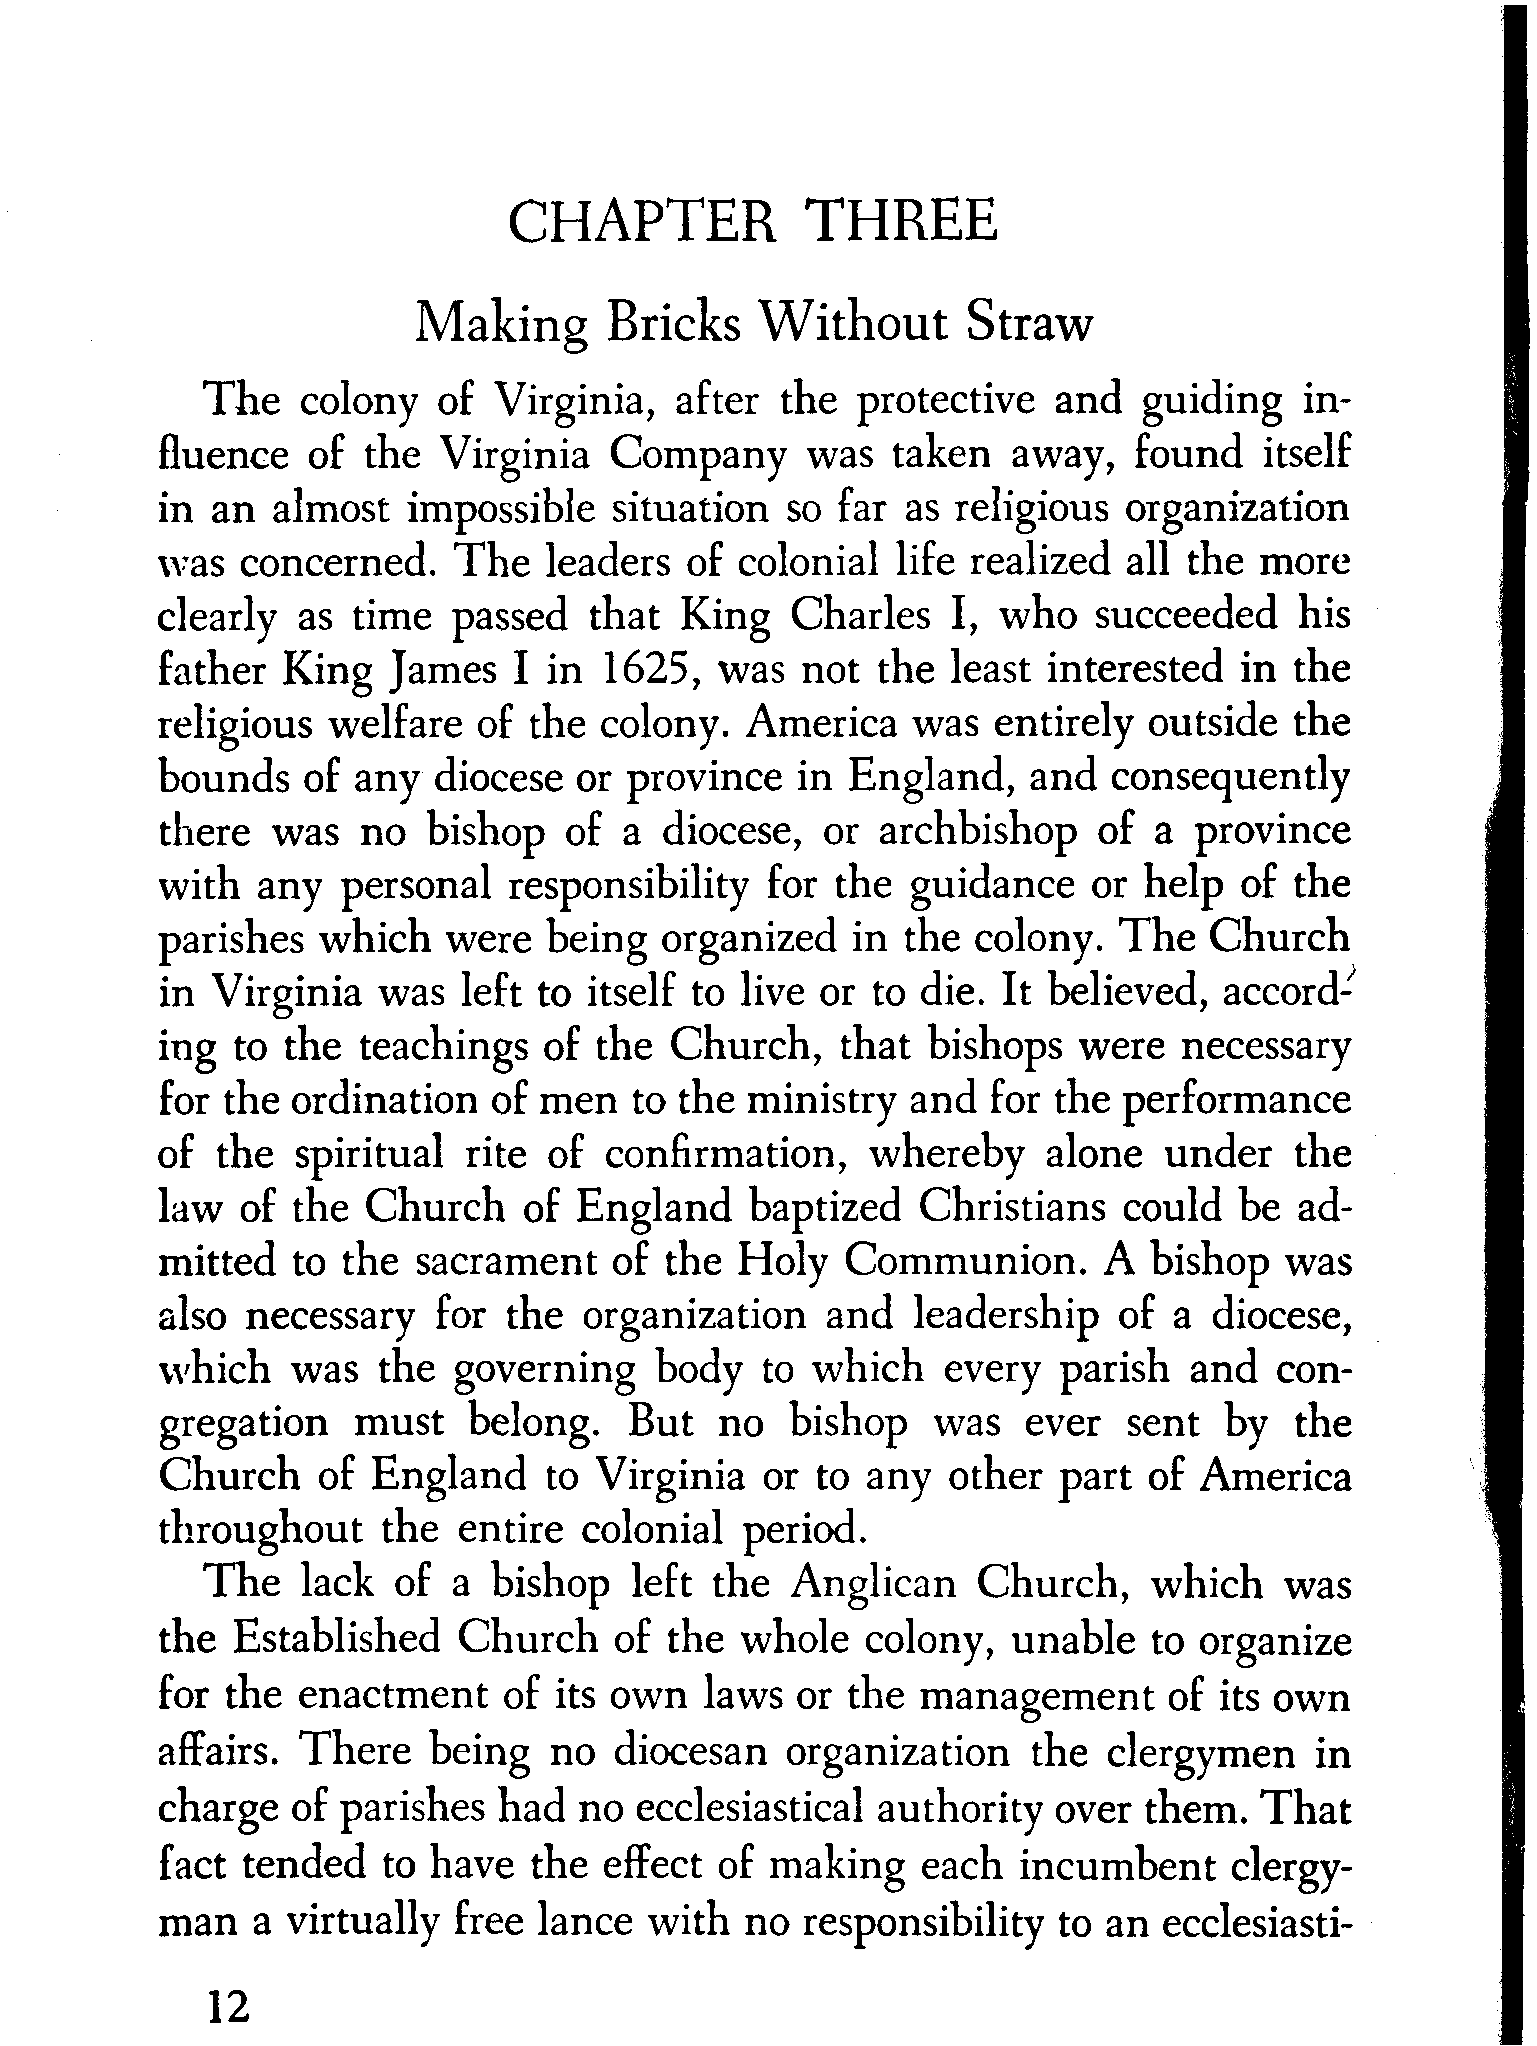 CHAPTER THREE
Making Bricks Without Straw
The colony of Virginia, after the protective and guiding in-
fluence of the Virginia Company was taken away, found itself
in an almost impossible situation so far as religious organization
was concerned. The leaders of colonial life realized all the more
clearly as time passed that King Charles I, who succeeded his
father King James I in 1625, was not the least interested in the
religious welfare of the colony. America was entirely outside the
bounds of any diocese or province in England, and consequently
there was no bishop of a diocese, or archbishop of a province
with any personal responsibility for the guidance or help of the
parishes which were being organized in the colony. The Church
in Virginia was left to itself to live or to die. It believed, accord-
ing to the teachings of the Church, that bishops were necessary
for the ordination of men to the ministry and for the performance
of the spiritual rite of confirmation, whereby alone under the
law of the Church of England baptized Christians could be ad-
mitted to the sacrament of the Holy Communion. A bishop was
also necessary for the organization and leadership of a diocese,
which was the governing body to which every parish and con-
gregation must belong. But no bishop was ever sent by the
Church of England to Virginia or to any other part of America
throughout the entire colonial period.
The lack of a bishop left the Anglican Church, which was
the Established Church of the whole colony, unable to organize
for the enactment of its own laws or the management of its own
affairs. There being no diocesan organization the clergymen in
charge of parishes had no ecclesiastical authority over them. That
fact tended to have the effect of making each incumbent clergy-
man a virtually free lance with no responsibility to an ecclesiasti-
12